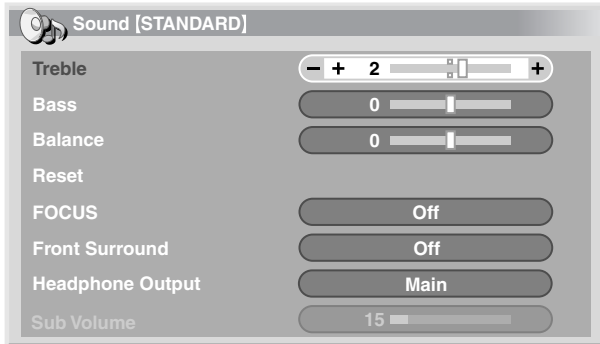 Sound [STANDARD]
Treble − + 2 +
Bass 0
Balance 0
Reset
FOCUS Off
Front Surround Off
Headphone Output Main
Sub Volume 15